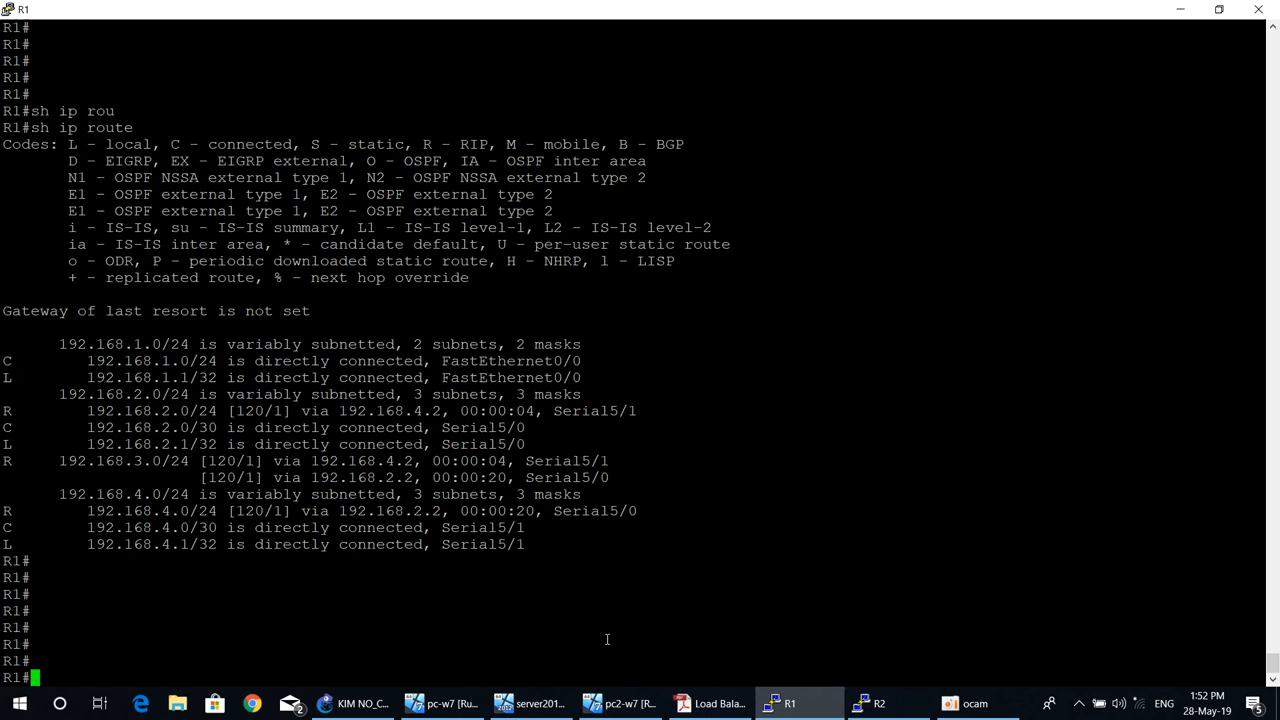 R1
R1#
R1#
R1#
R1#
R1#
R1#sh ip rou
R1#sh ip route
Codes: L - local, C - connected, S - static, R - RIP, M - mobile, B - BGP
D - EIGRP, EX - EIGRP external, O - OSPF, IA - OSPF inter area
N1 - OSPF NSSA external type 1, N2 - OSPF NSSA external type 2
E1 - OSPF external type 1, E2 - OSPF external type 2
E1 - OSPF external type 1, E2 - OSPF external type 2
i - IS-IS, su - IS-IS summary, L1 - IS-IS level-1, L2 - IS-IS level-2
ia - IS-IS inter area, * - candidate default, U - per-user static route
o - ODR, P - periodic downloaded static route, H - NHRP, l - LISP
+ - replicated route, % - next hop override
Gateway of last resort is not set
192.168.1.0/24 is variably subnetted, 2 subnets, 2 masks
C 192.168.1.0/24 is directly connected, FastEthernet0/0
L 192.168.1.1/32 is directly connected, FastEthernet0/0
192.168.2.0/24 is variably subnetted, 3 subnets, 3 masks
R 192.168.2.0/24 [120/1] via 192.168.4.2, 00:00:04, Serial5/1
C 192.168.2.0/30 is directly connected, Serial5/0
L 192.168.2.1/32 is directly connected, Serial5/0
R 192.168.3.0/24 [120/1] via 192.168.4.2, 00:00:04, Serial5/1
[120/1] via 192.168.2.2, 00:00:20, Serial5/0
192.168.4.0/24 is variably subnetted, 3 subnets, 3 masks
R 192.168.4.0/24 [120/1] via 192.168.2.2, 00:00:20, Serial5/0
C 192.168.4.0/30 is directly connected, Serial5/1
L 192.168.4.1/32 is directly connected, Serial5/1
R1#
R1#
R1#
R1#
R1#
R1#
R1#
R1#
2 KIM NO_C... pc-w7 [Ru... server201... pc2-w7 [R... Load Bala... R1 R2 ocam ENG 1:52 PM
28-May-19 5